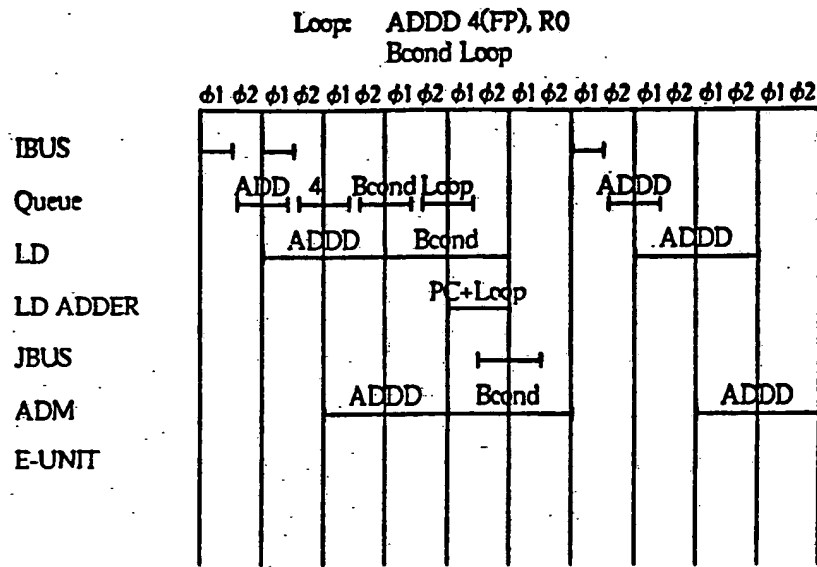 Loop: ADDD 4(FP), R0
Bcond Loop
ϕ1 ϕ2 ϕ1 ϕ2 ϕ1 ϕ2 ϕ1 ϕ2 ϕ1 ϕ2 ϕ1 ϕ2 ϕ1 ϕ2 ϕ1 ϕ2 ϕ1 ϕ2 ϕ1 ϕ2
IBUS
Queue ADD 4 Bcond Loop ADDD
LD ADDD Bcond ADDD
LD ADDER PC+Loop
JBUS
ADM ADDD Bcond ADDD
E-UNIT